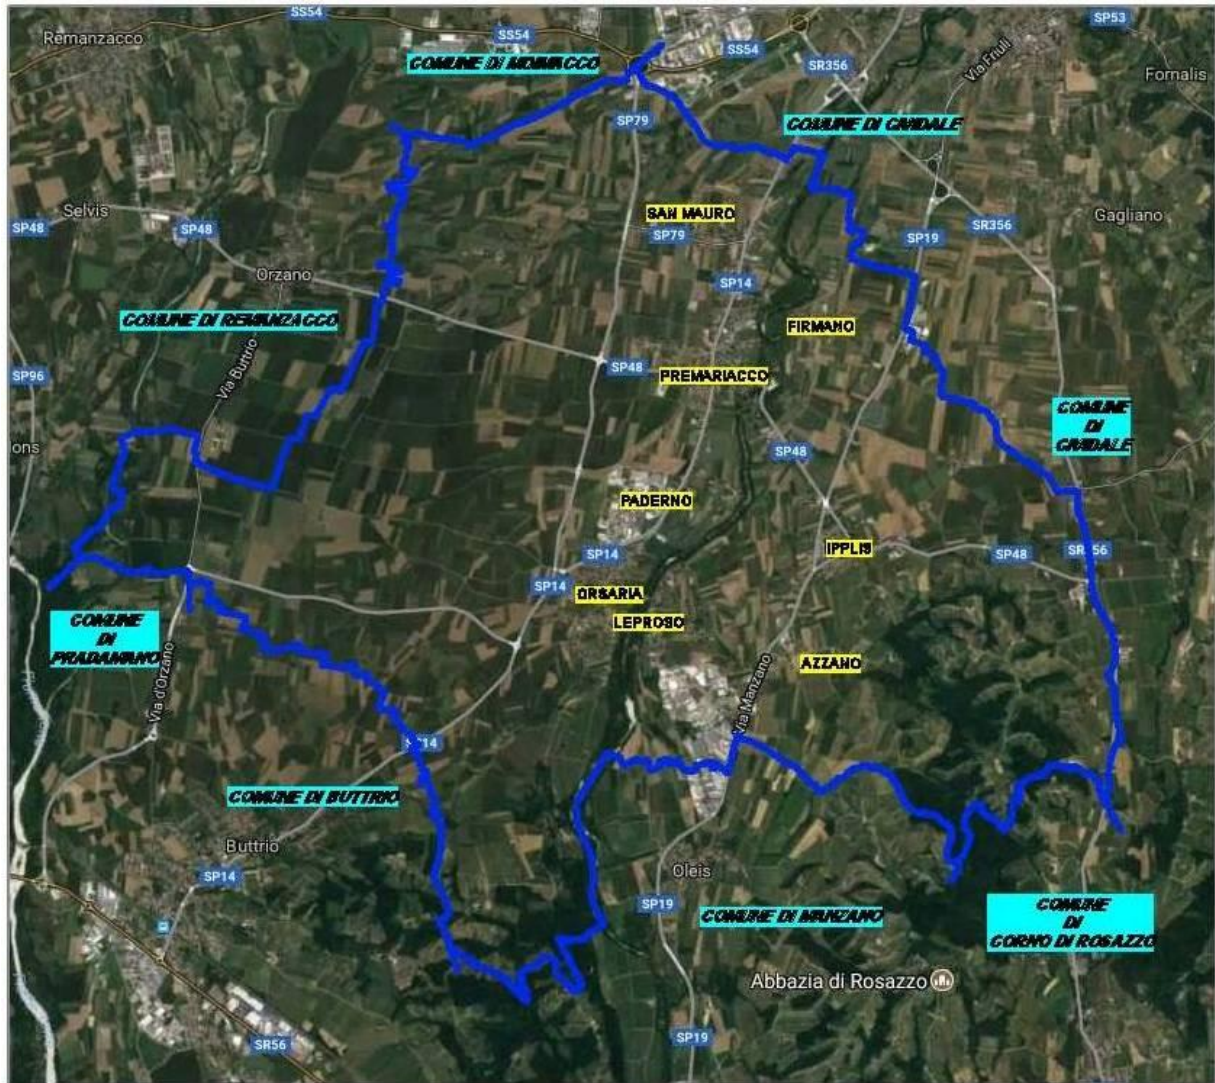 SS54
SP53
Remanzacco
SS54
SS54
Via Friuli
COMUNE DI MOIMACCO
SR356
Fornalis
SP79
COMUNE DI CIVIDALE
Selvis
SAN MAURO
Gagliano
SP48
SP48
SP79
SP19
SR356
Orzano
SP14
COMUNE DI REMANZACCO
FIRMANO
Via Buttrio
SP96
SP48
PREMARIACCO
COMUNE
DI
CIVIDALE
ons
SP48
PADERNO
IPPLIS
SP14
SP48
SP14
ORSARIA
COMUNE
DI
PRADAMANO
LEPROSO
Via d'Orzano
AZZANO
Via Manzano
COMUNE DI BUTTRIO
Buttrio
Oleis
SP14
SP19
COMUNE DI MANZANO
COMUNE
DI
CORNO DI ROSAZZO
Abbazia di Rosazzo
SR56
SP19